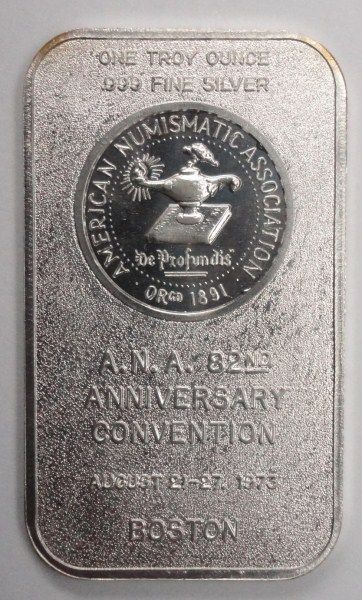 ONE TROY OUNCE
.999 FINE SILVER
AMERICAN NUMISMATIC ASSOCIATION
"De Profundis"
ORGD 1891
A.N.A. 82ND
ANNIVERSARY
CONVENTION
AUGUST 21-27, 1973
BOSTON